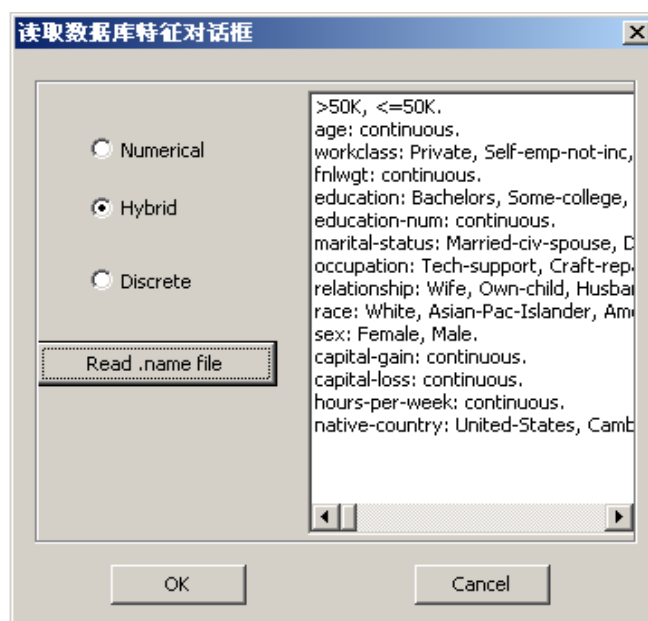 读取数据库特征对话框
Numerical
Hybrid
Discrete
Read .name file
>50K, <=50K.
age: continuous.
workclass: Private, Self-emp-not-inc,
fnlwgt: continuous.
education: Bachelors, Some-college,
education-num: continuous.
marital-status: Married-civ-spouse, D
occupation: Tech-support, Craft-repa
relationship: Wife, Own-child, Husba
race: White, Asian-Pac-Islander, Ame
sex: Female, Male.
capital-gain: continuous.
capital-loss: continuous.
hours-per-week: continuous.
native-country: United-States, Camb
OK
Cancel